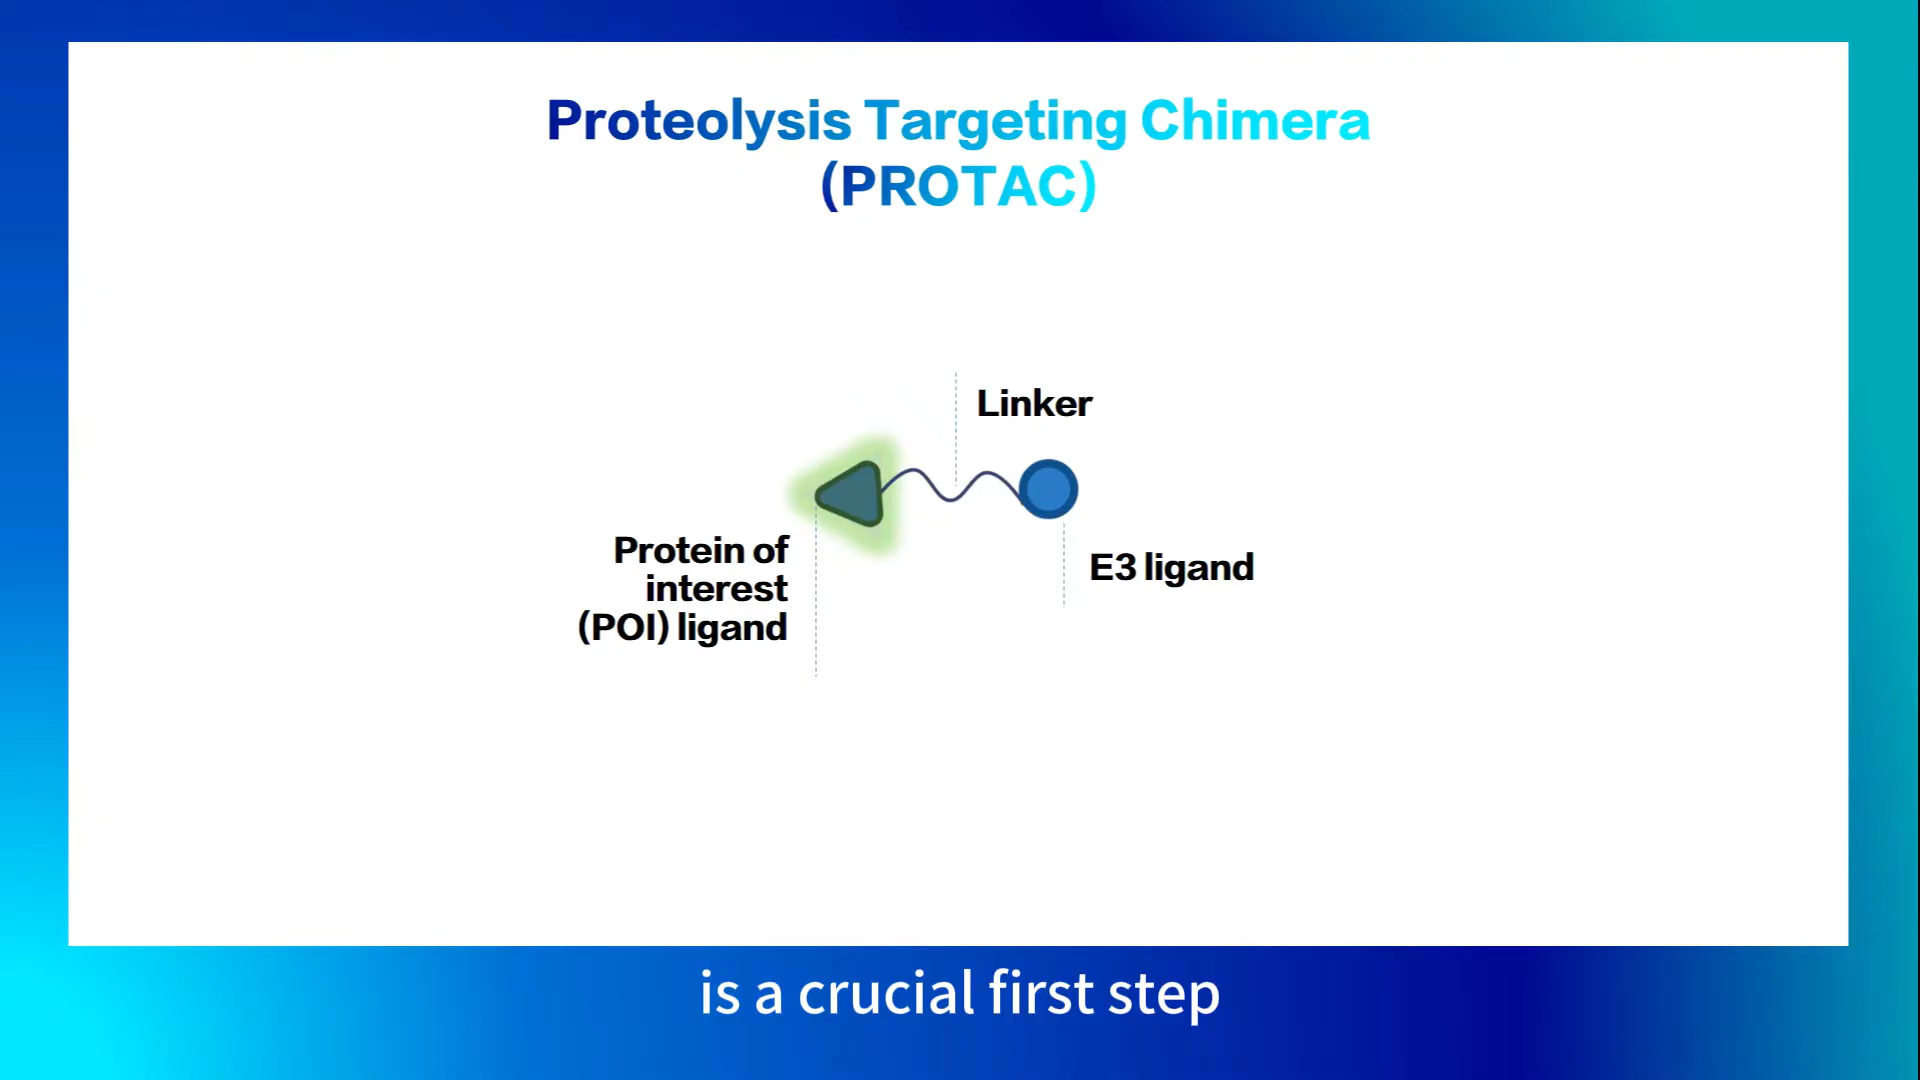 Proteolysis Targeting Chimera
(PROTAC)
Linker
Protein of
interest
(POI) ligand
E3 ligand
is a crucial first step